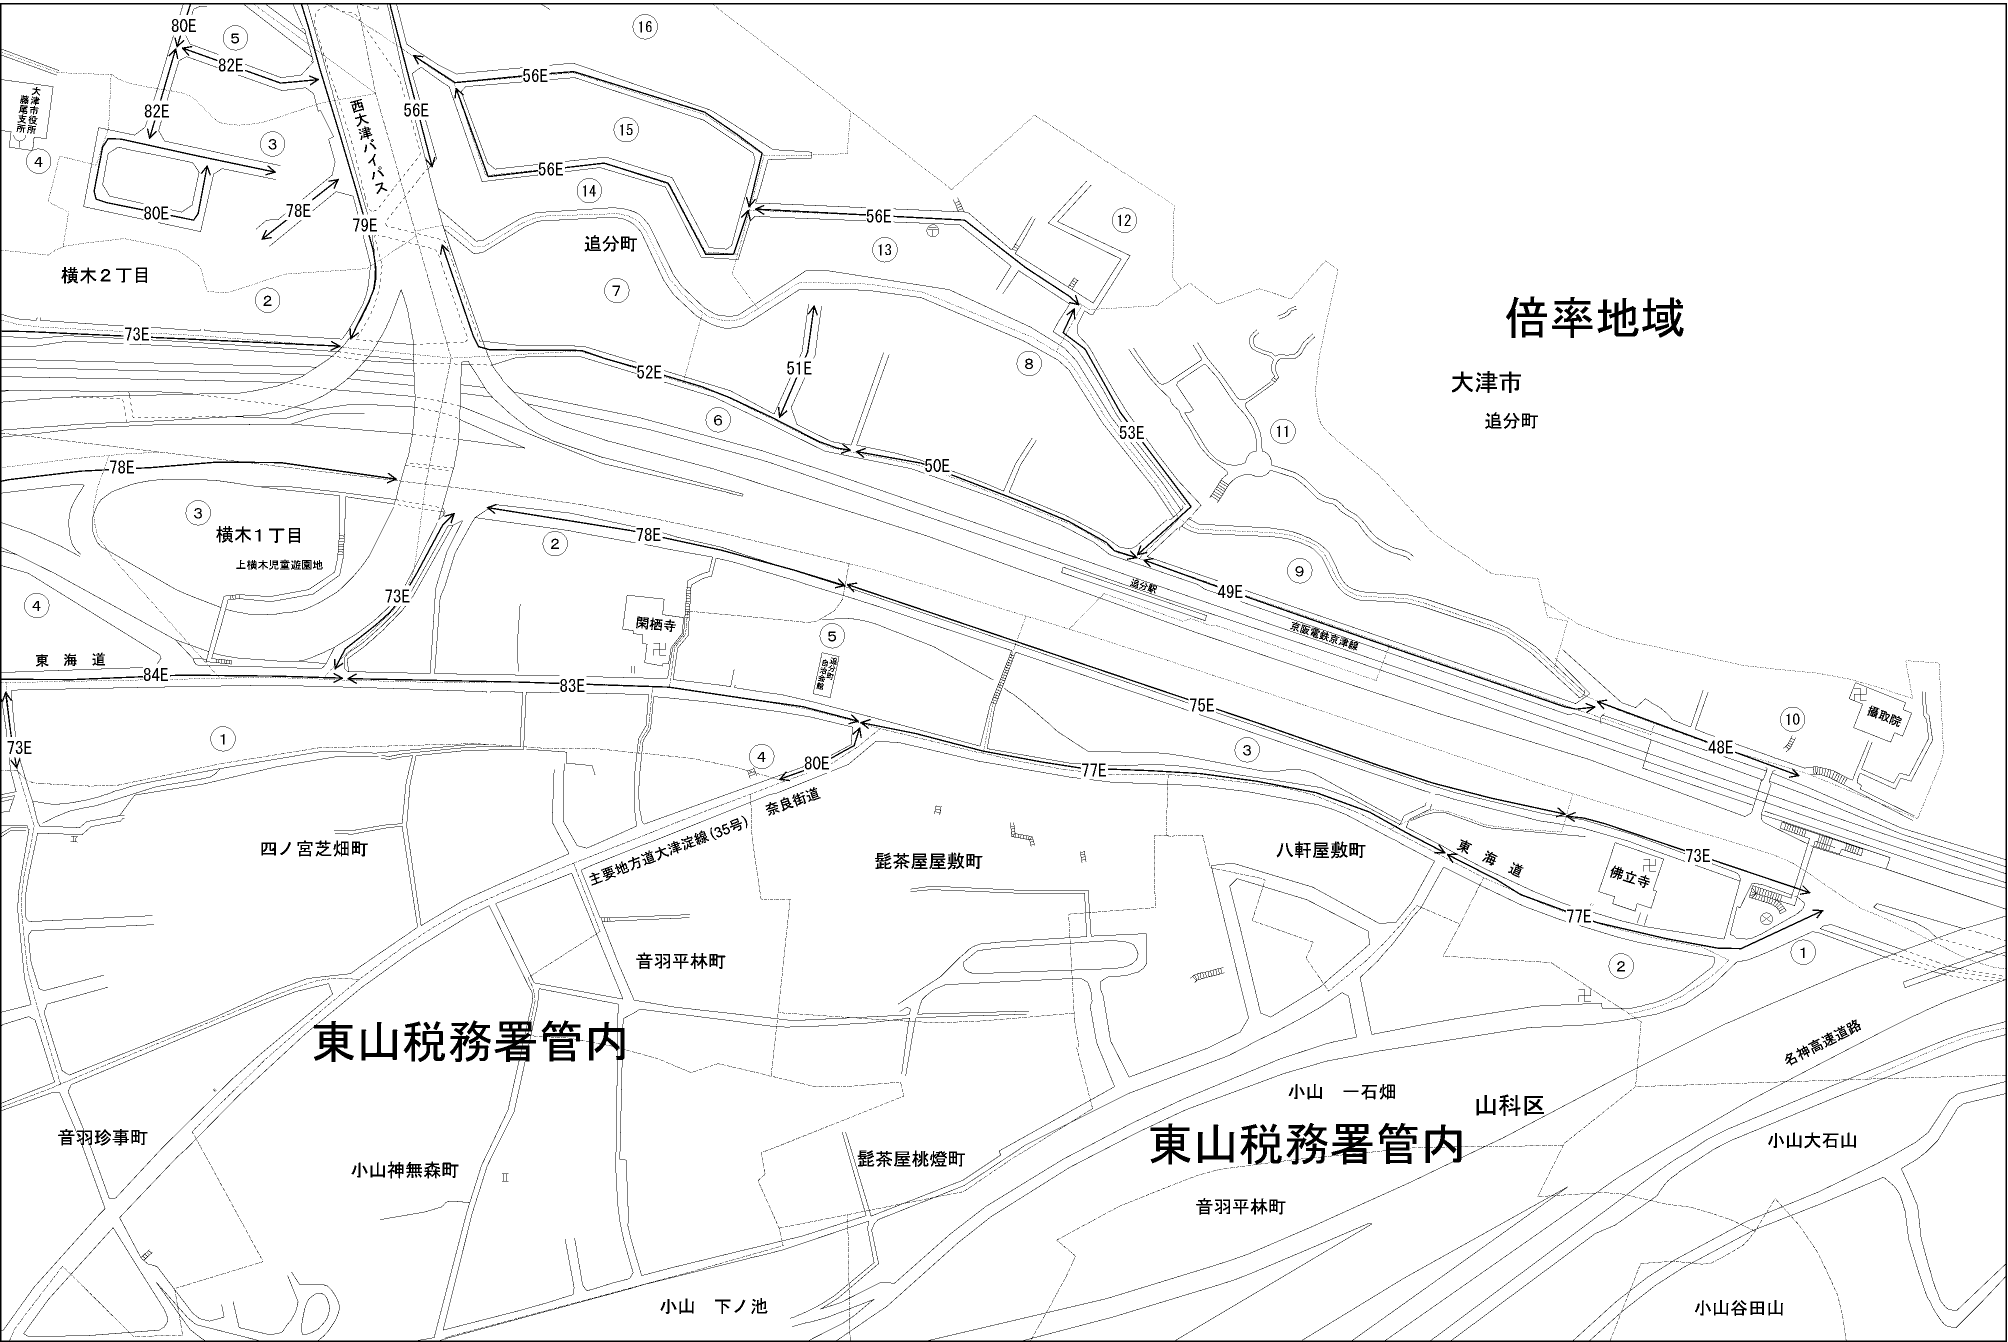 80E
⑤
⑯
82E
56E
大津市役所
藤尾支所
82E
西大津バイパス
56E
⑮
③
④
56E
⑭
80E
78E
79E
56E
⑫
追分町
⑬
横木2丁目
②
⑦
倍率地域
73E
⑧
51E
52E
大津市
⑥
追分町
53E
⑪
78E
50E
③
横木1丁目
78E
②
上横木児童遊園地
⑨
追分駅
49E
73E
④
閑栖寺
京阪電鉄京津線
⑤
東海道
追分町
自治会館
84E
83E
75E
攝取院
⑩
①
73E
③
48E
④
80E
77E
奈良街道
主要地方道大津淀線(35号)
四ノ宮芝畑町
髭茶屋屋敷町
八軒屋敷町
東海道
73E
佛立寺
77E
音羽平林町
②
①
東山税務署管内
名神高速道路
小山 一石畑
山科区
音羽珍事町
小山大石山
東山税務署管内
小山神無森町
髭茶屋桃燈町
音羽平林町
小山 下ノ池
小山谷田山